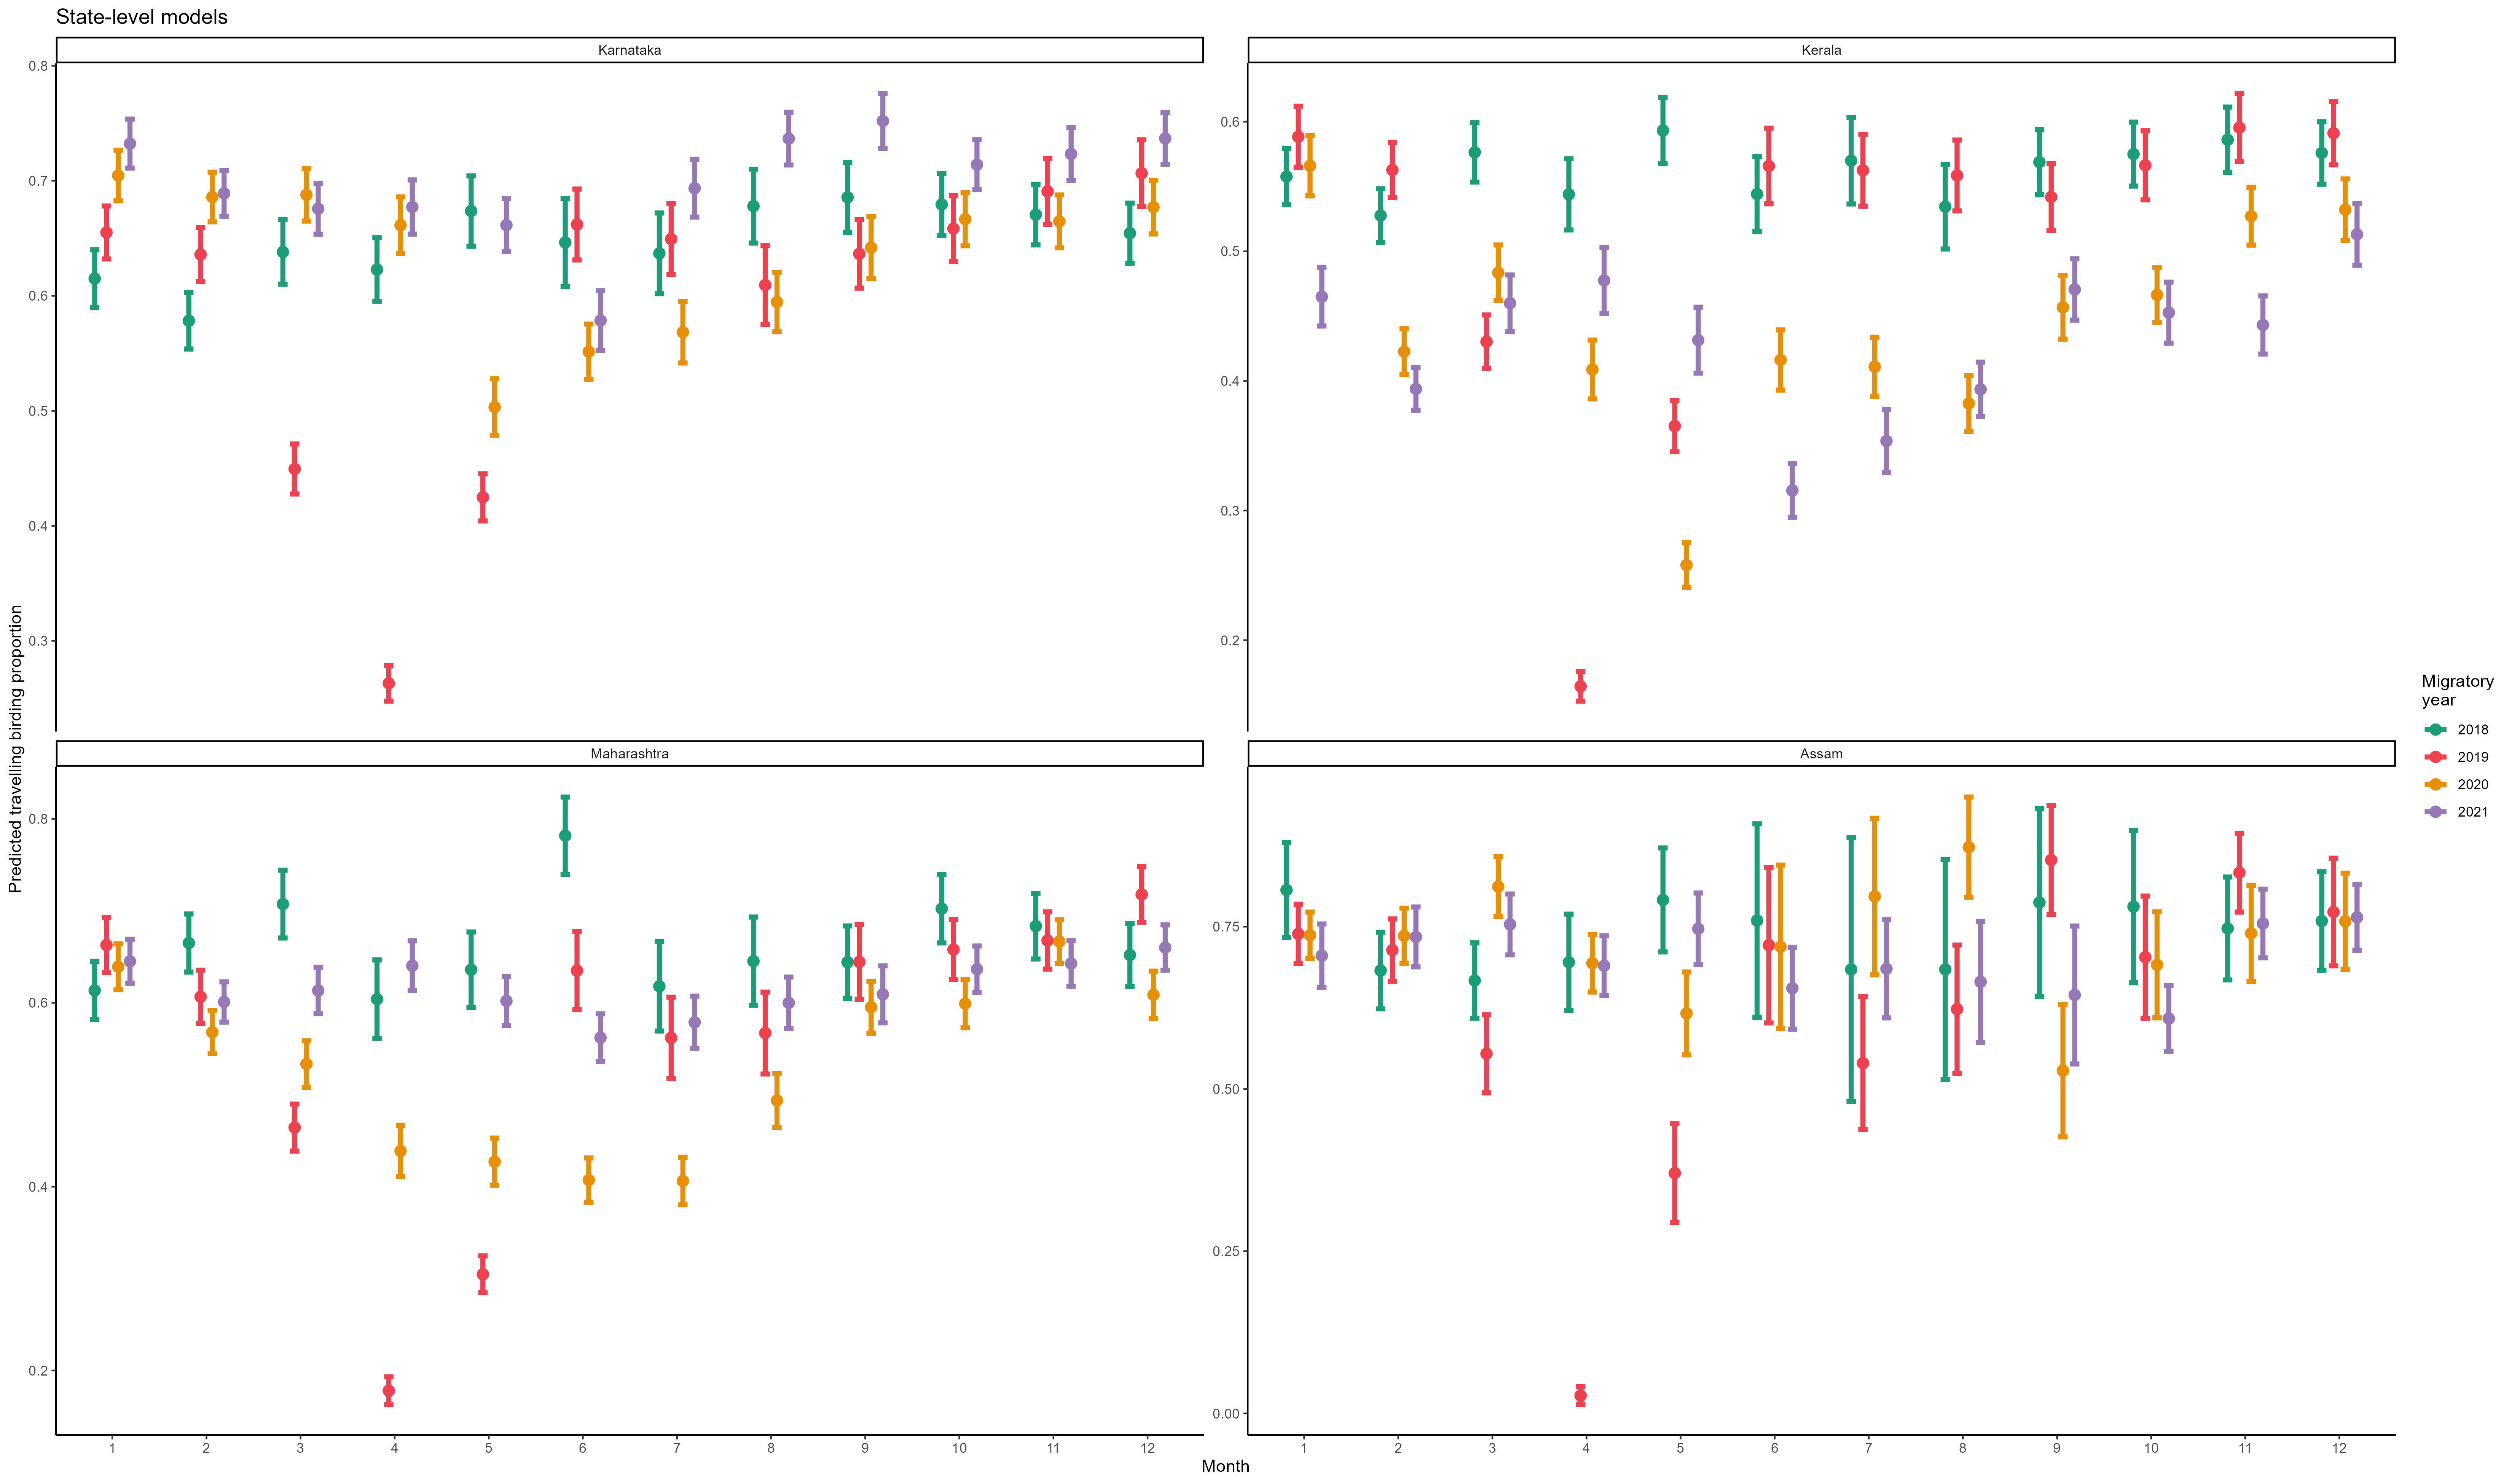 State-level models
Karnataka
Kerala
0.8
0.7
0.6
0.5
0.4
0.3
0.6
0.5
0.4
0.3
0.2
Predicted travelling birding proportion
Maharashtra
Assam
0.8
0.6
0.4
0.2
0.75
0.50
0.25
0.00
1 2 3 4 5 6 7 8 9 10 11 12
1 2 3 4 5 6 7 8 9 10 11 12
Month
Migratory
year
2018
2019
2020
2021